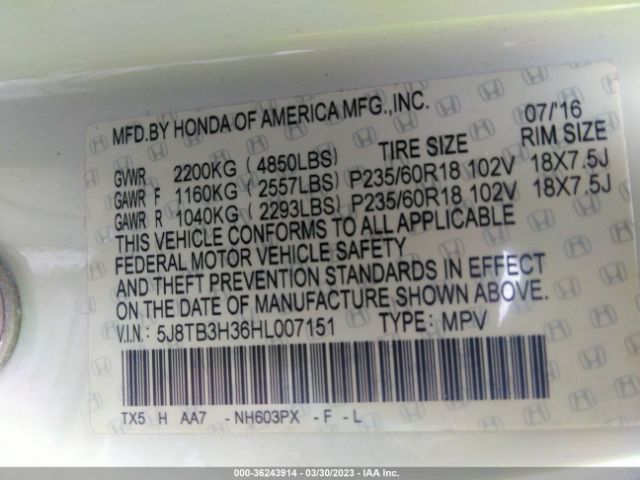 MFD.BY HONDA OF AMERICA MFG.,INC. 07/'16
TIRE SIZE RIM SIZE
GVWR 2200KG (4850LBS)
GAWR F 1160KG (2557LBS) P235/60R18 102V 18X7.5J
GAWR R 1040KG (2293LBS) P235/60R18 102V 18X7.5J
THIS VEHICLE CONFORMS TO ALL APPLICABLE
FEDERAL MOTOR VEHICLE SAFETY
AND THEFT PREVENTION STANDARDS IN EFFECT
ON THE DATE OF MANUFACTURE SHOWN ABOVE.
V.I.N.: 5J8TB3H36HL007151 TYPE: MPV
TX5 H AA7 -NH603PX -F -L
000-36243914 - 03/30/2023 - IAA Inc.